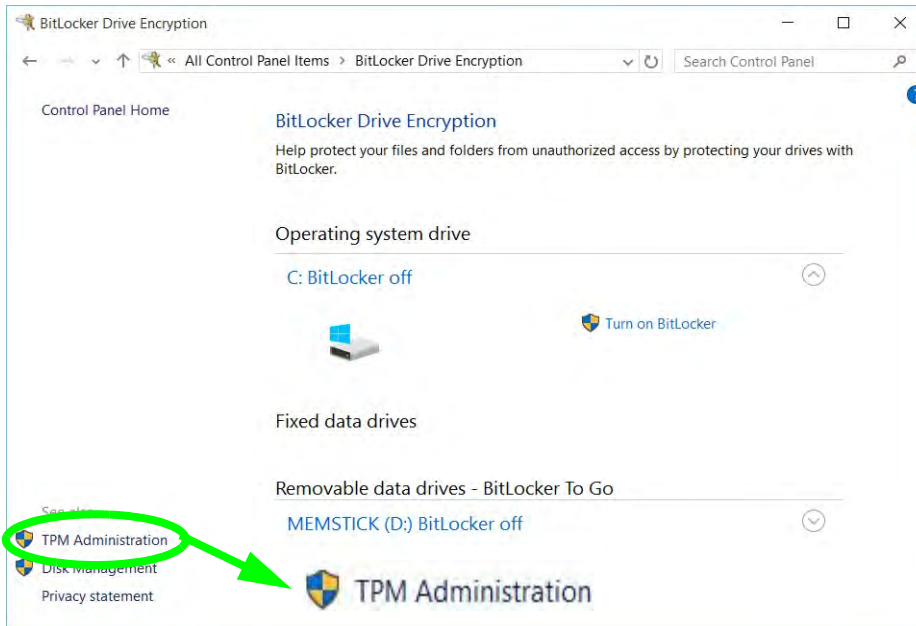 BitLocker Drive Encryption
« All Control Panel Items > BitLocker Drive Encryption
Search Control Panel
Control Panel Home
BitLocker Drive Encryption
Help protect your files and folders from unauthorized access by protecting your drives with
BitLocker.
Operating system drive
C: BitLocker off
Turn on BitLocker
Fixed data drives
Removable data drives - BitLocker To Go
MEMSTICK (D:) BitLocker off
See also
TPM Administration
Disk Management
Privacy statement
TPM Administration